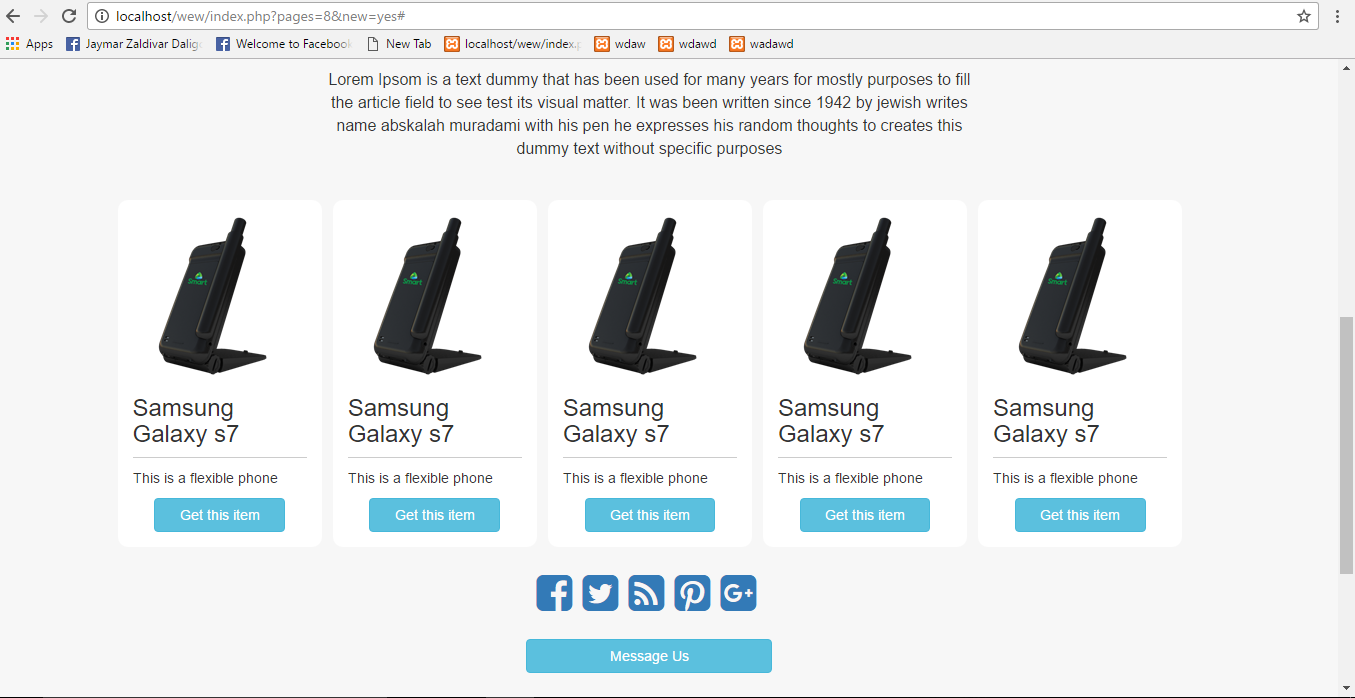 localhost/wew/index.php?pages=8&new=yes#
Apps Jaymar Zaldivar Dalig Welcome to Facebook New Tab localhost/wew/index.p wdaw wdawd wadawd
Lorem Ipsom is a text dummy that has been used for many years for mostly purposes to fill
the article field to see test its visual matter. It was been written since 1942 by jewish writes
name abskalah muradami with his pen he expresses his random thoughts to creates this
dummy text without specific purposes
Smart Smart Smart Smart Smart
Samsung Samsung Samsung Samsung Samsung
Galaxy s7 Galaxy s7 Galaxy s7 Galaxy s7 Galaxy s7
This is a flexible phone This is a flexible phone This is a flexible phone This is a flexible phone This is a flexible phone
Get this item Get this item Get this item Get this item Get this item
G+
Message Us